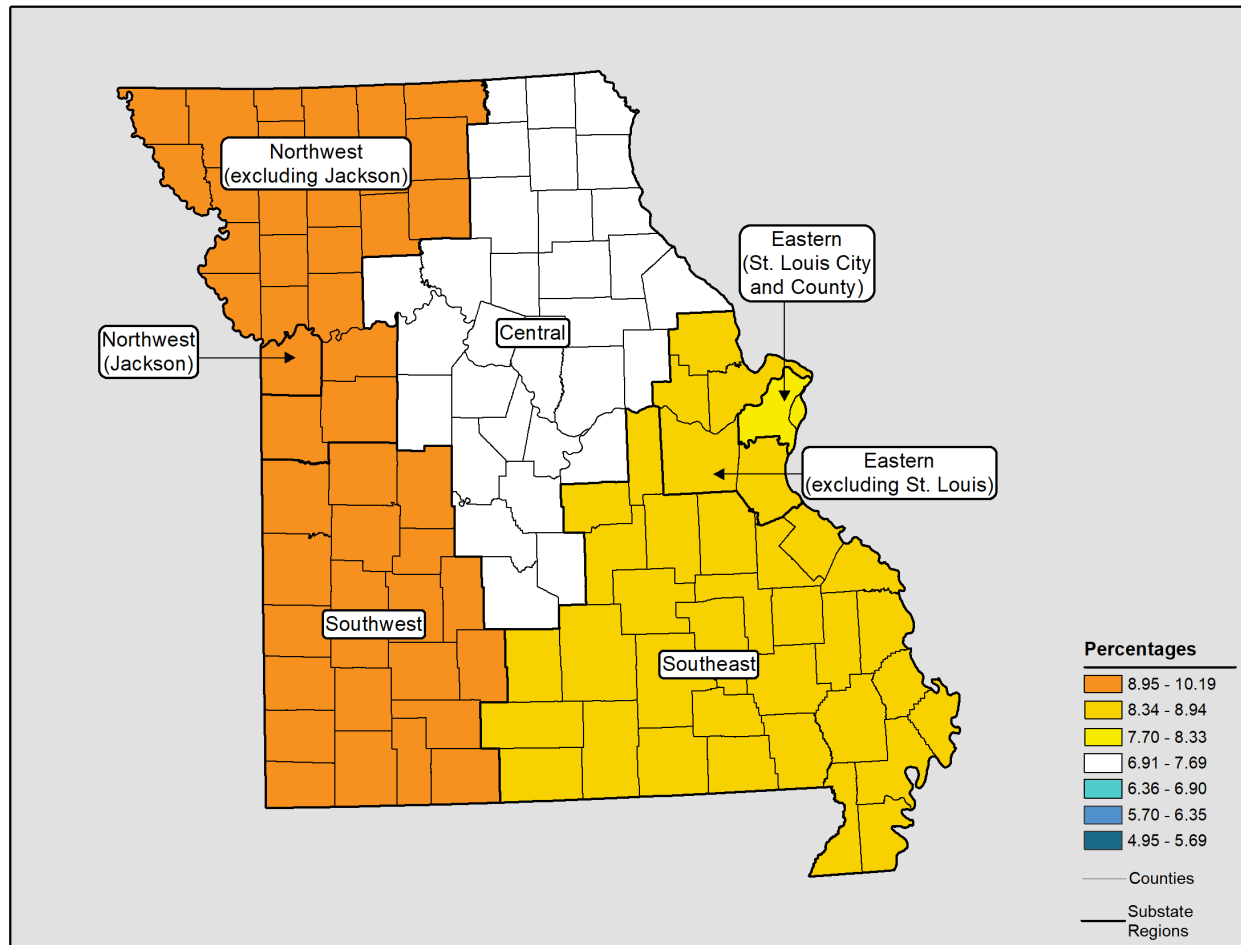 Northwest
(excluding Jackson)
Eastern
(St. Louis City
and County)
Northwest
(Jackson)
Central
Eastern
(excluding St. Louis)
Southwest
Southeast
Percentages
8.95 - 10.19
8.34 - 8.94
7.70 - 8.33
6.91 - 7.69
6.36 - 6.90
5.70 - 6.35
4.95 - 5.69
Counties
Substate
Regions